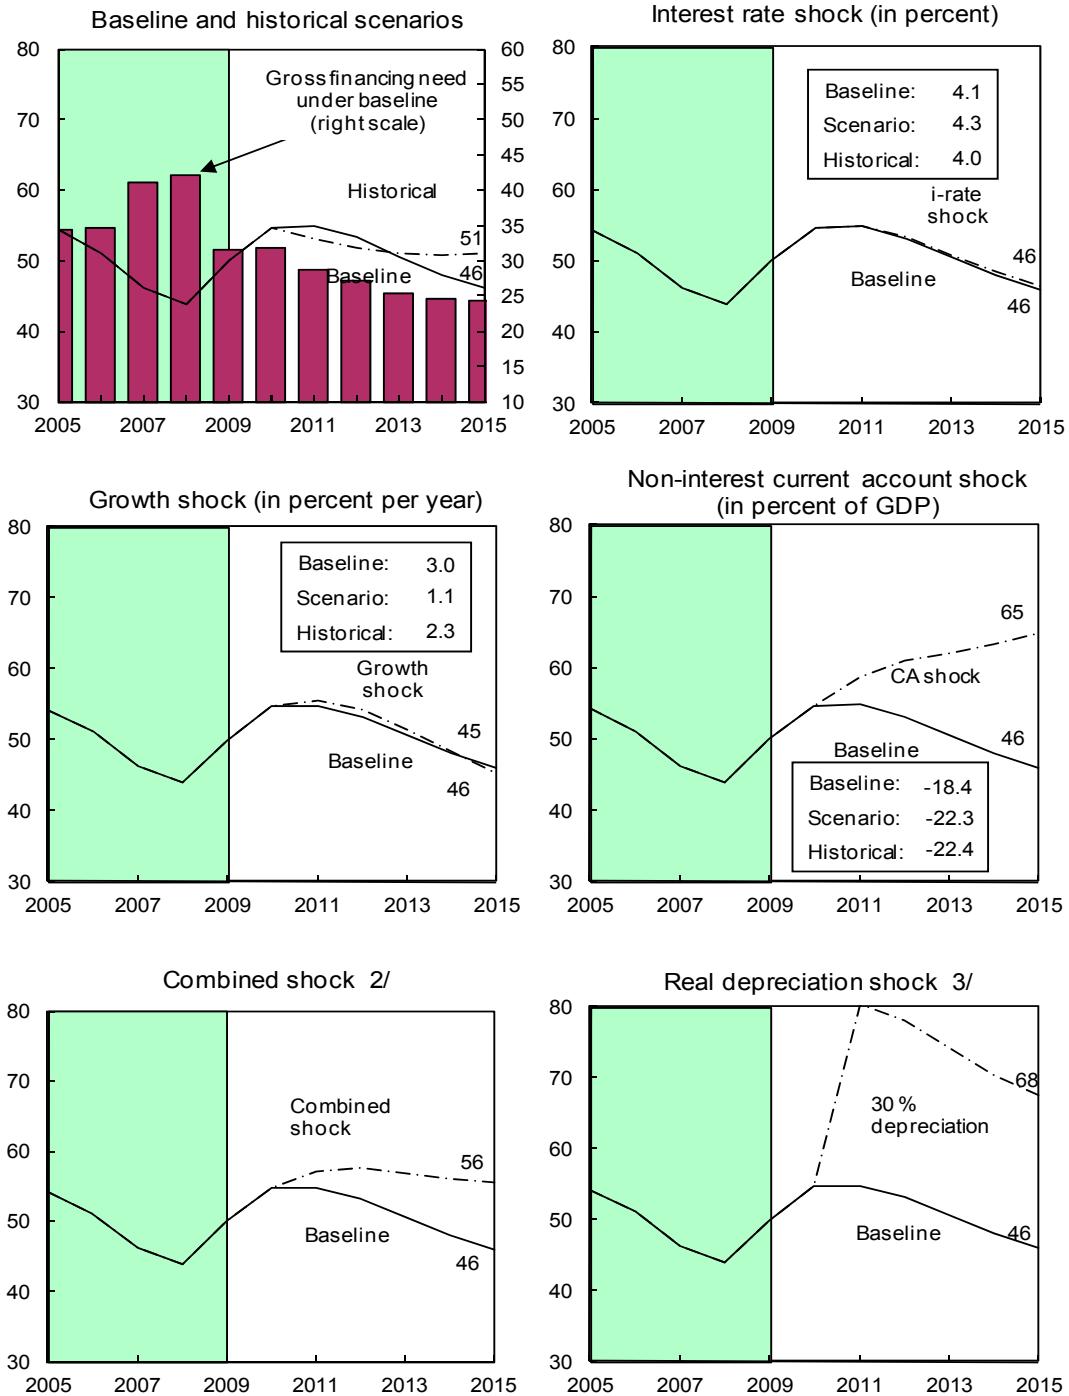 Baseline and historical scenarios
80
70
60
50
40
30
60
55
50
45
40
35
30
25
20
15
10
Gross financing need
under baseline
(right scale)
Historical
51
Baseline
46
2005 2007 2009 2011 2013 2015
Interest rate shock (in percent)
80
70
60
50
40
30
Baseline: 4.1
Scenario: 4.3
Historical: 4.0
i-rate
shock
46
Baseline
46
2005 2007 2009 2011 2013 2015
Growth shock (in percent per year)
80
70
60
50
40
30
Baseline: 3.0
Scenario: 1.1
Historical: 2.3
Growth
shock
45
Baseline
46
2005 2007 2009 2011 2013 2015
Non-interest current account shock
(in percent of GDP)
80
70
60
50
40
30
65
CA shock
46
Baseline
Baseline: -18.4
Scenario: -22.3
Historical: -22.4
2005 2007 2009 2011 2013 2015
Combined shock 2/
80
70
60
50
40
30
Combined
shock
56
Baseline
46
2005 2007 2009 2011 2013 2015
Real depreciation shock 3/
80
70
60
50
40
30
68
30 %
depreciation
Baseline
46
2005 2007 2009 2011 2013 2015